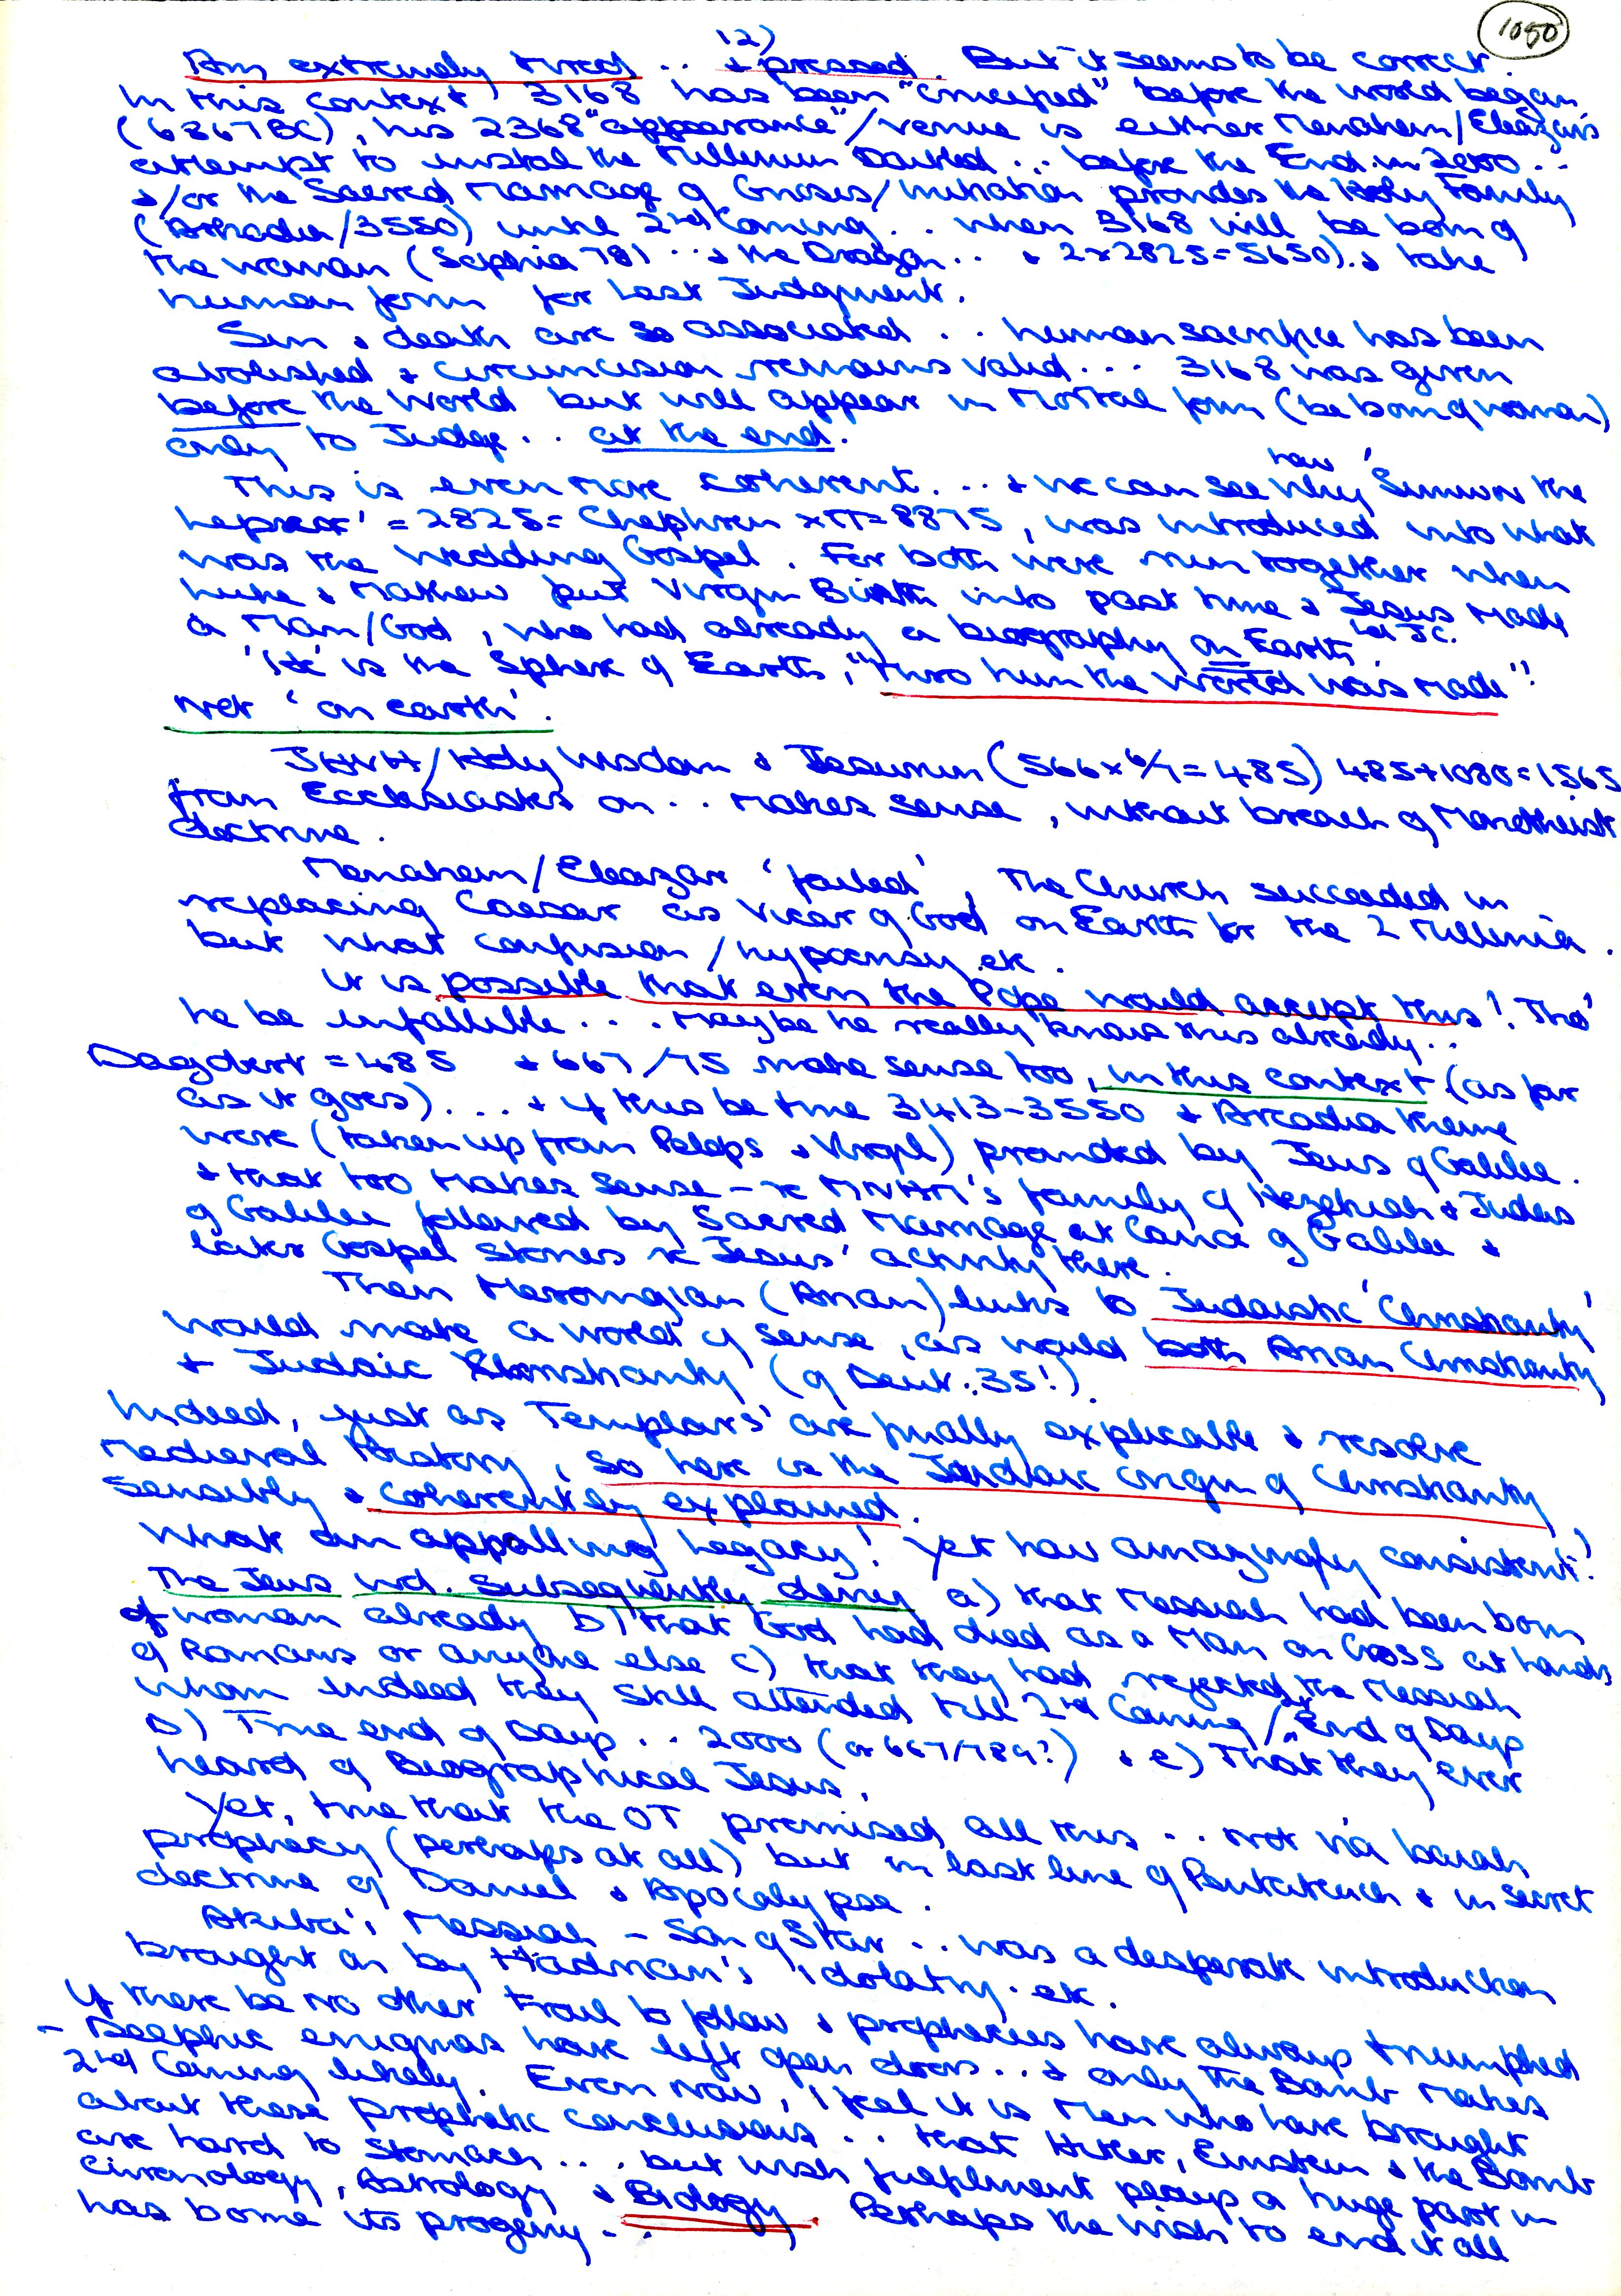 1080
12)
Am extremely tired .. + pressed. But it seems to be correct.
In this context 3168 has been "conceived" before the world began
(6367BC), his 2368 "appearance"/venue is either Menahem/Eleazar's
attempt to instal the Millenium Davidod ... before the End in 2000 ..
+/or the Sacred Marriage of Gnosis/Initiation provides the Holy Family
(Arkadia/3550) until 2nd Coming .. when 3168 will be born of
the woman (Sophia 781 ... + the Dragon .. + 2x2825=5650) + take
human form for Last Judgment.
Sin + death are so associated .. human sacrifice has been
abolished + circumcision remains valid ... 3168 was given
before the World but will appear in Mortal form (be born of woman)
only to Judge .. at the end.
This is even more coherent ... + we can see how why 'Simon the
Leper' = 2825 = Chephren x π = 8875, was introduced into what
was the Wedding Gospel. For both were run together when
Luke + Mathew put Virgin Birth into past time + Jesus made
a Man/God, who had already a biography on Earth.
'He' is the Sphere of Earth, "thro him the World was made"!
not 'on earth'.
JHVH/Holy Wisdom + (566x6/7=485) 485+1080=1565
from Ecclesiastes on .. makes sense, without breach of Monotheist
doctrine.
Menahem/Eleazar 'failed', The Church succeeded in
replacing Caesar as Vicar of God on Earth for the 2 Millenia.
but what confusion/hypocrisy etc.
It is possible that even the Pope would accept this! Tho'
he be infallible ... Maybe he really knows this already ..
Dagobert = 485 + 667/75 make sense too, in this context (as far
as it goes) .... + if this be true 3413-3550 + Arcadia theme
were (taken up from Pelops + Virgil) provided by Jews of Galilee.
+ that too makes sense - re MNHM's family of Hezekiah + Judas
of Galilee followed by Sacred Marriage at Cana of Galilee +
later Gospel stories re Jesus' activity there.
Then Merovingian (Arian) links to Judaistic 'Christianity'
would make a world of sense, as would both Arian Christianity
+ Judaic Christianity (of Deut. 35!).
Indeed, just as Templars' are finally explicable + resolve
Medieval History, so here is the Judaic origin of Christianity
sensibly + coherently explained.
What an appalling Legacy! Yet how amazingly consistent!
The Jews wd. subsequently deny a) that Messiah had been born
of woman already b) that God had died as a Man on Cross at hands
of Romans or anyone else c) that they had rejected the Messiah
whom indeed they still attended till 2nd Coming/End of Days
D) True end of Days .. 2000 (or 667/789?) + e) That they ever
heard of Biographical Jesus.
Yet, true that the OT promised all this .. not via
prophecy (perhaps at all) but in last line of Pentateuch + in secret
doctrine of Daniel + Apocalypse.
Akiba's Messiah - Son of Star .. was a desperate introduction
brought on by Hadrian's idolatry etc.
If there be no other trail to follow + prophecies have always triumphed
- Delphic enigmas have left open doors ... + only The Bomb makes
2nd Coming likely. Even now, I feel it is Men who have brought
about these prophetic conclusions .. that Hitler, Einstein + the Bomb
are hard to stomach ... but wish fulfilment plays a huge part in
Chronology, Astrology + Biology. Perhaps the wish to end it all
has borne its progeny ..